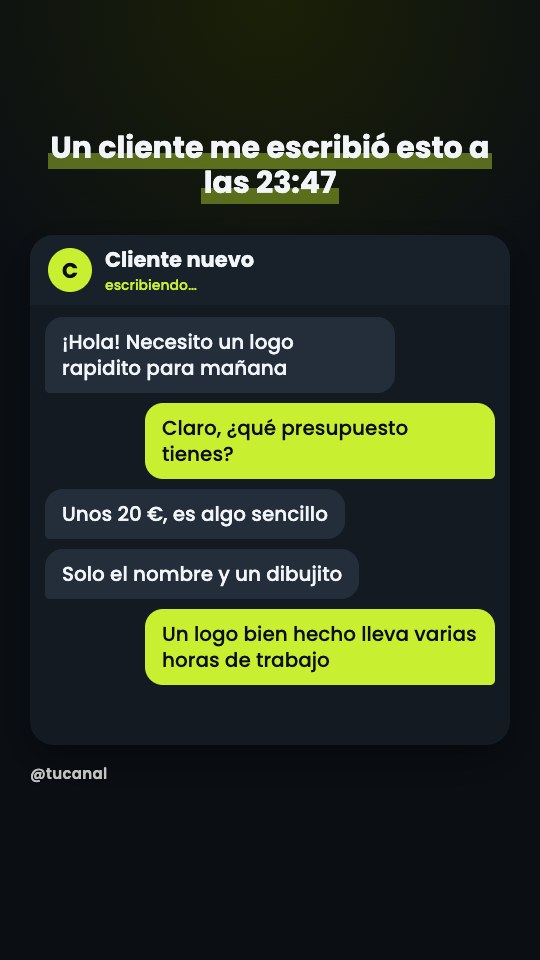 Un cliente me escribió esto a
las 23:47
C
Cliente nuevo
escribiendo...
¡Hola! Necesito un logo
rapidito para mañana
Claro, ¿qué presupuesto
tienes?
Unos 20 €, es algo sencillo
Solo el nombre y un dibujito
Un logo bien hecho lleva varias
horas de trabajo
@tucanal